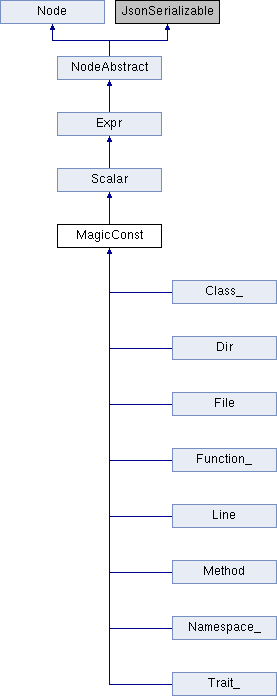 Node
JsonSerializable
NodeAbstract
Expr
Scalar
MagicConst
Class_
Dir
File
Function_
Line
Method
Namespace_
Trait_